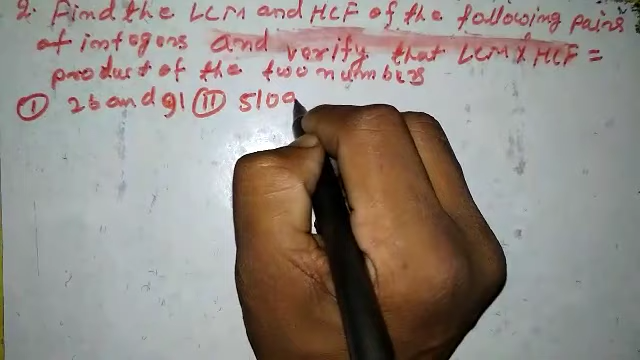 2. Find the LCM and HCF of the following pairs
of integers and verify that LCM X HCF =
product of the two numbers
(I) 26 and 91 (II) 510a